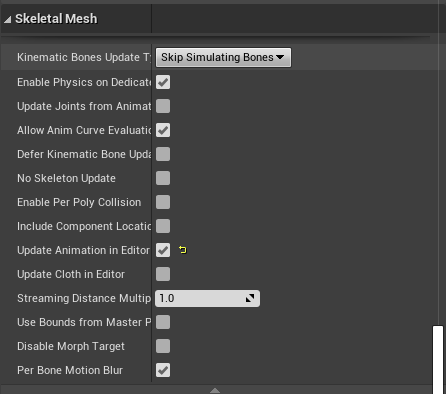 Skeletal Mesh
Kinematic Bones Update Ty Skip Simulating Bones
Enable Physics on Dedicate
Update Joints from Animat
Allow Anim Curve Evaluatic
Defer Kinematic Bone Upda
No Skeleton Update
Enable Per Poly Collision
Include Component Locatic
Update Animation in Editor
Update Cloth in Editor
Streaming Distance Multip 1.0
Use Bounds from Master P
Disable Morph Target
Per Bone Motion Blur